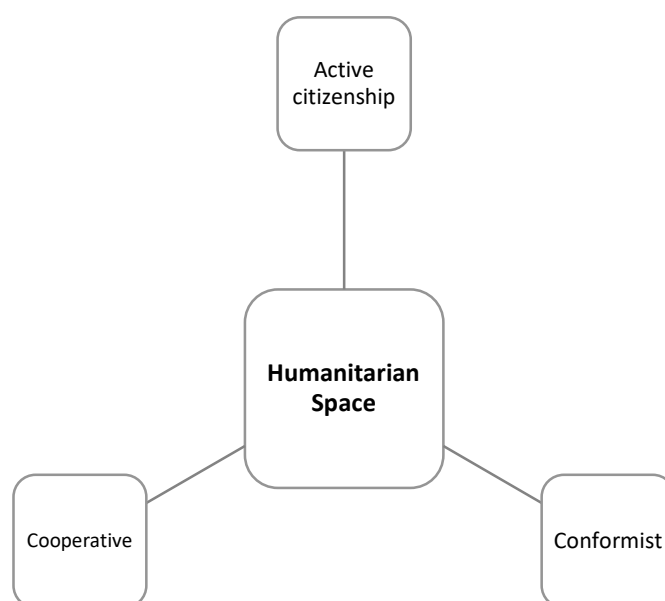 Active
citizenship
Humanitarian
Space
Cooperative
Conformist